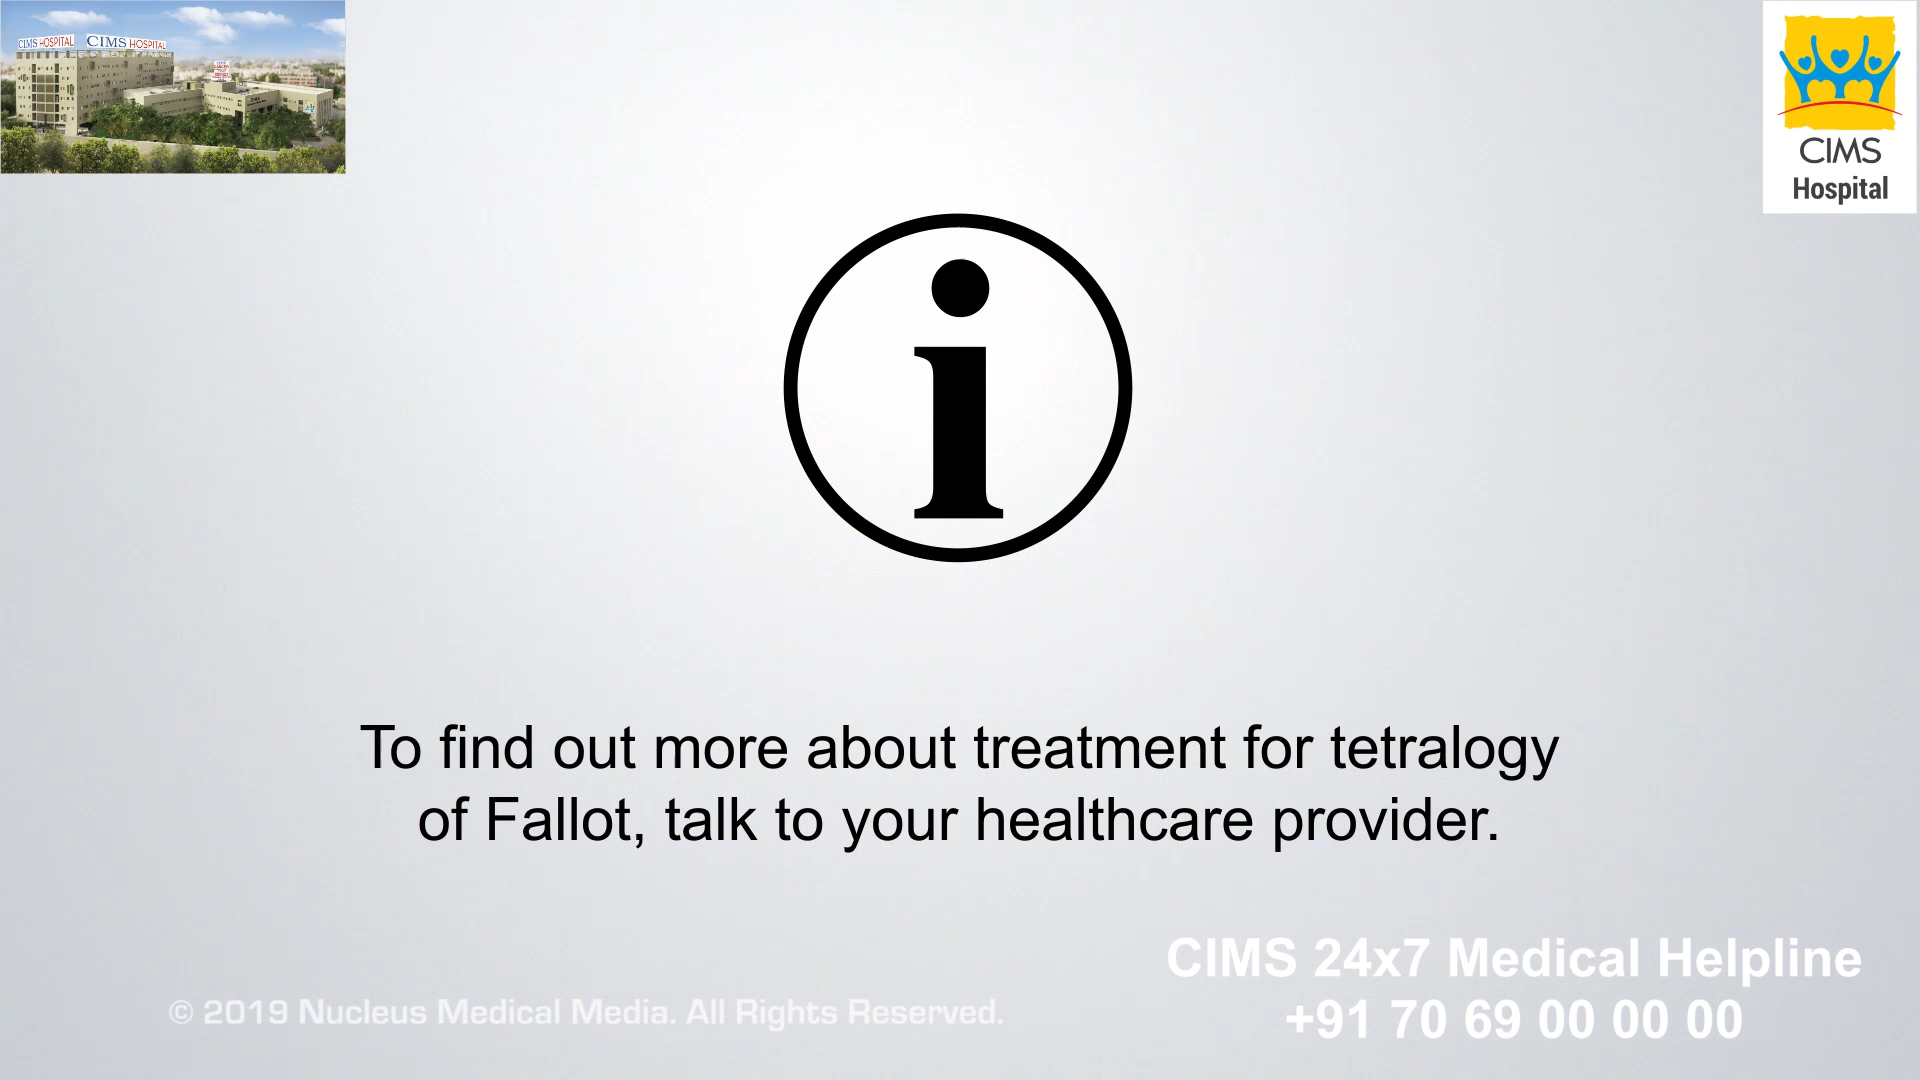 CIMS HOSPITAL CIMS HOSPITAL
CIMS
Hospital
i
To find out more about treatment for tetralogy
of Fallot, talk to your healthcare provider.
CIMS 24x7 Medical Helpline
+91 70 69 00 00 00
© 2019 Nucleus Medical Media. All Rights Reserved.